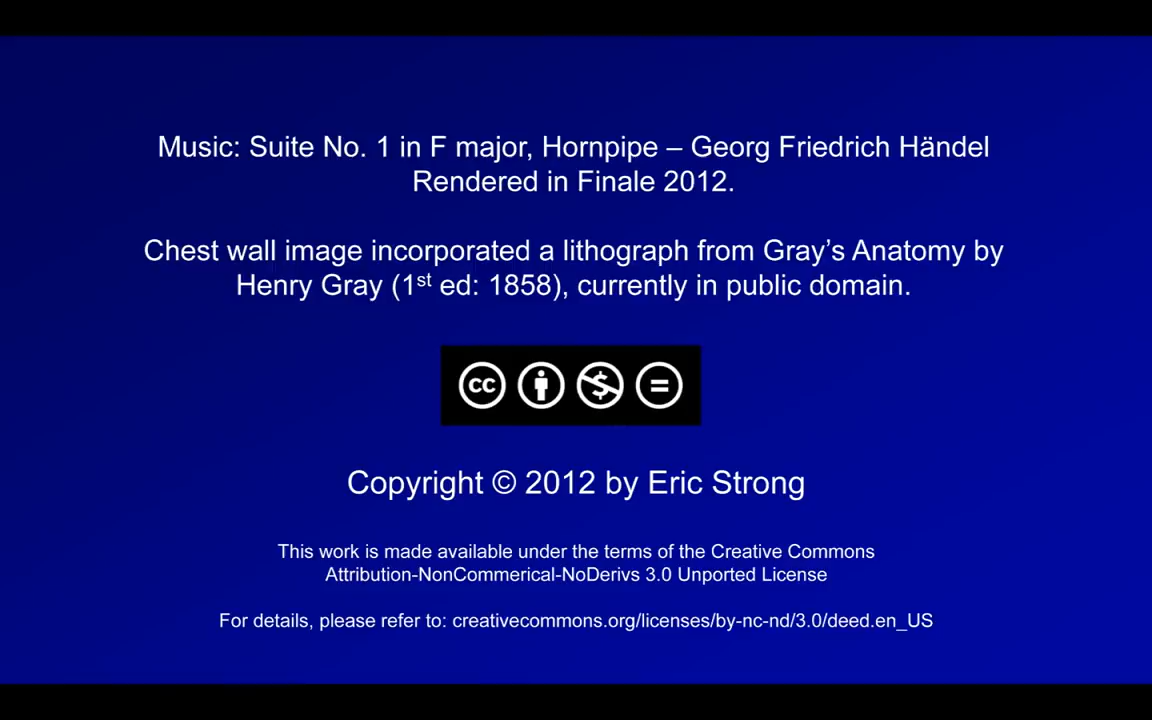 Music: Suite No. 1 in F major, Hornpipe – Georg Friedrich Händel
Rendered in Finale 2012.
Chest wall image incorporated a lithograph from Gray’s Anatomy by
Henry Gray (1st ed: 1858), currently in public domain.
cc $ =
Copyright © 2012 by Eric Strong
This work is made available under the terms of the Creative Commons
Attribution-NonCommerical-NoDerivs 3.0 Unported License
For details, please refer to: creativecommons.org/licenses/by-nc-nd/3.0/deed.en_US